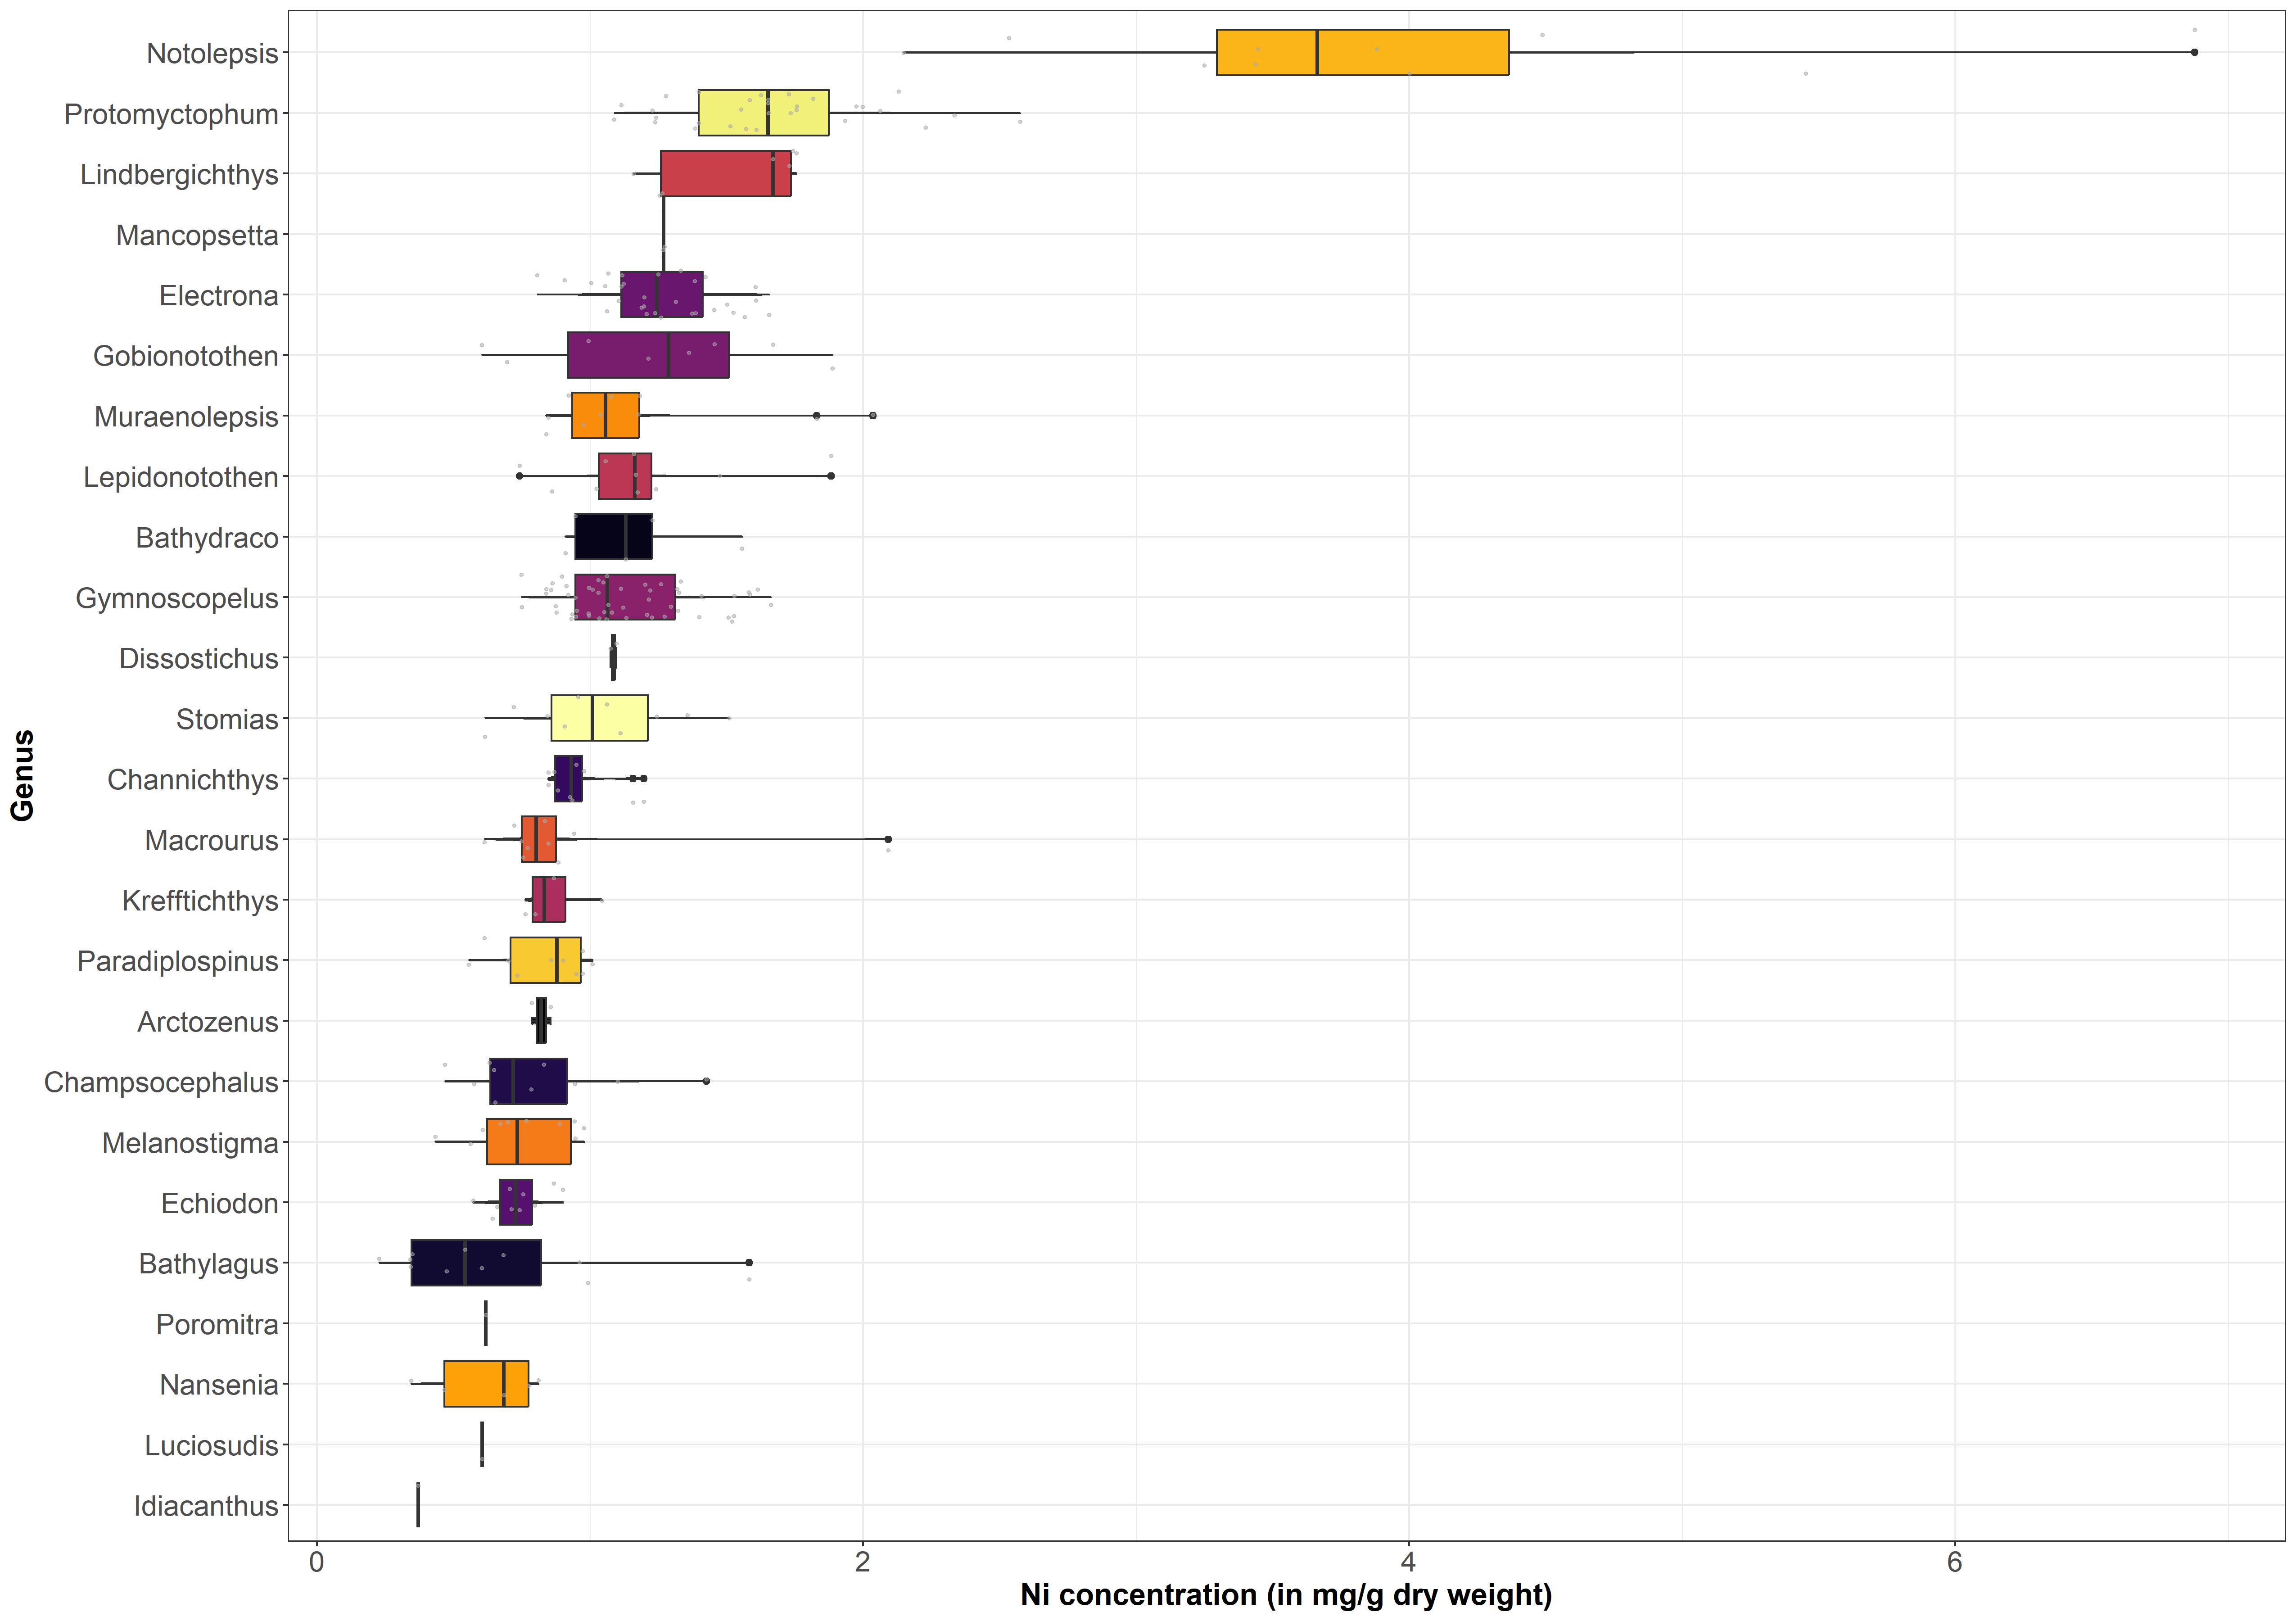 Notolepsis
Protomyctophum
Lindbergichthys
Mancopsetta
Electrona
Gobionotothen
Muraenolepsis
Lepidonotothen
Bathydraco
Gymnoscopelus
Dissostichus
Stomias
Channichthys
Macrourus
Krefftichthys
Paradiplospinus
Arctozenus
Champsocephalus
Melanostigma
Echiodon
Bathylagus
Poromitra
Nansenia
Luciosudis
Idiacanthus
Genus
0 2 4 6
Ni concentration (in mg/g dry weight)